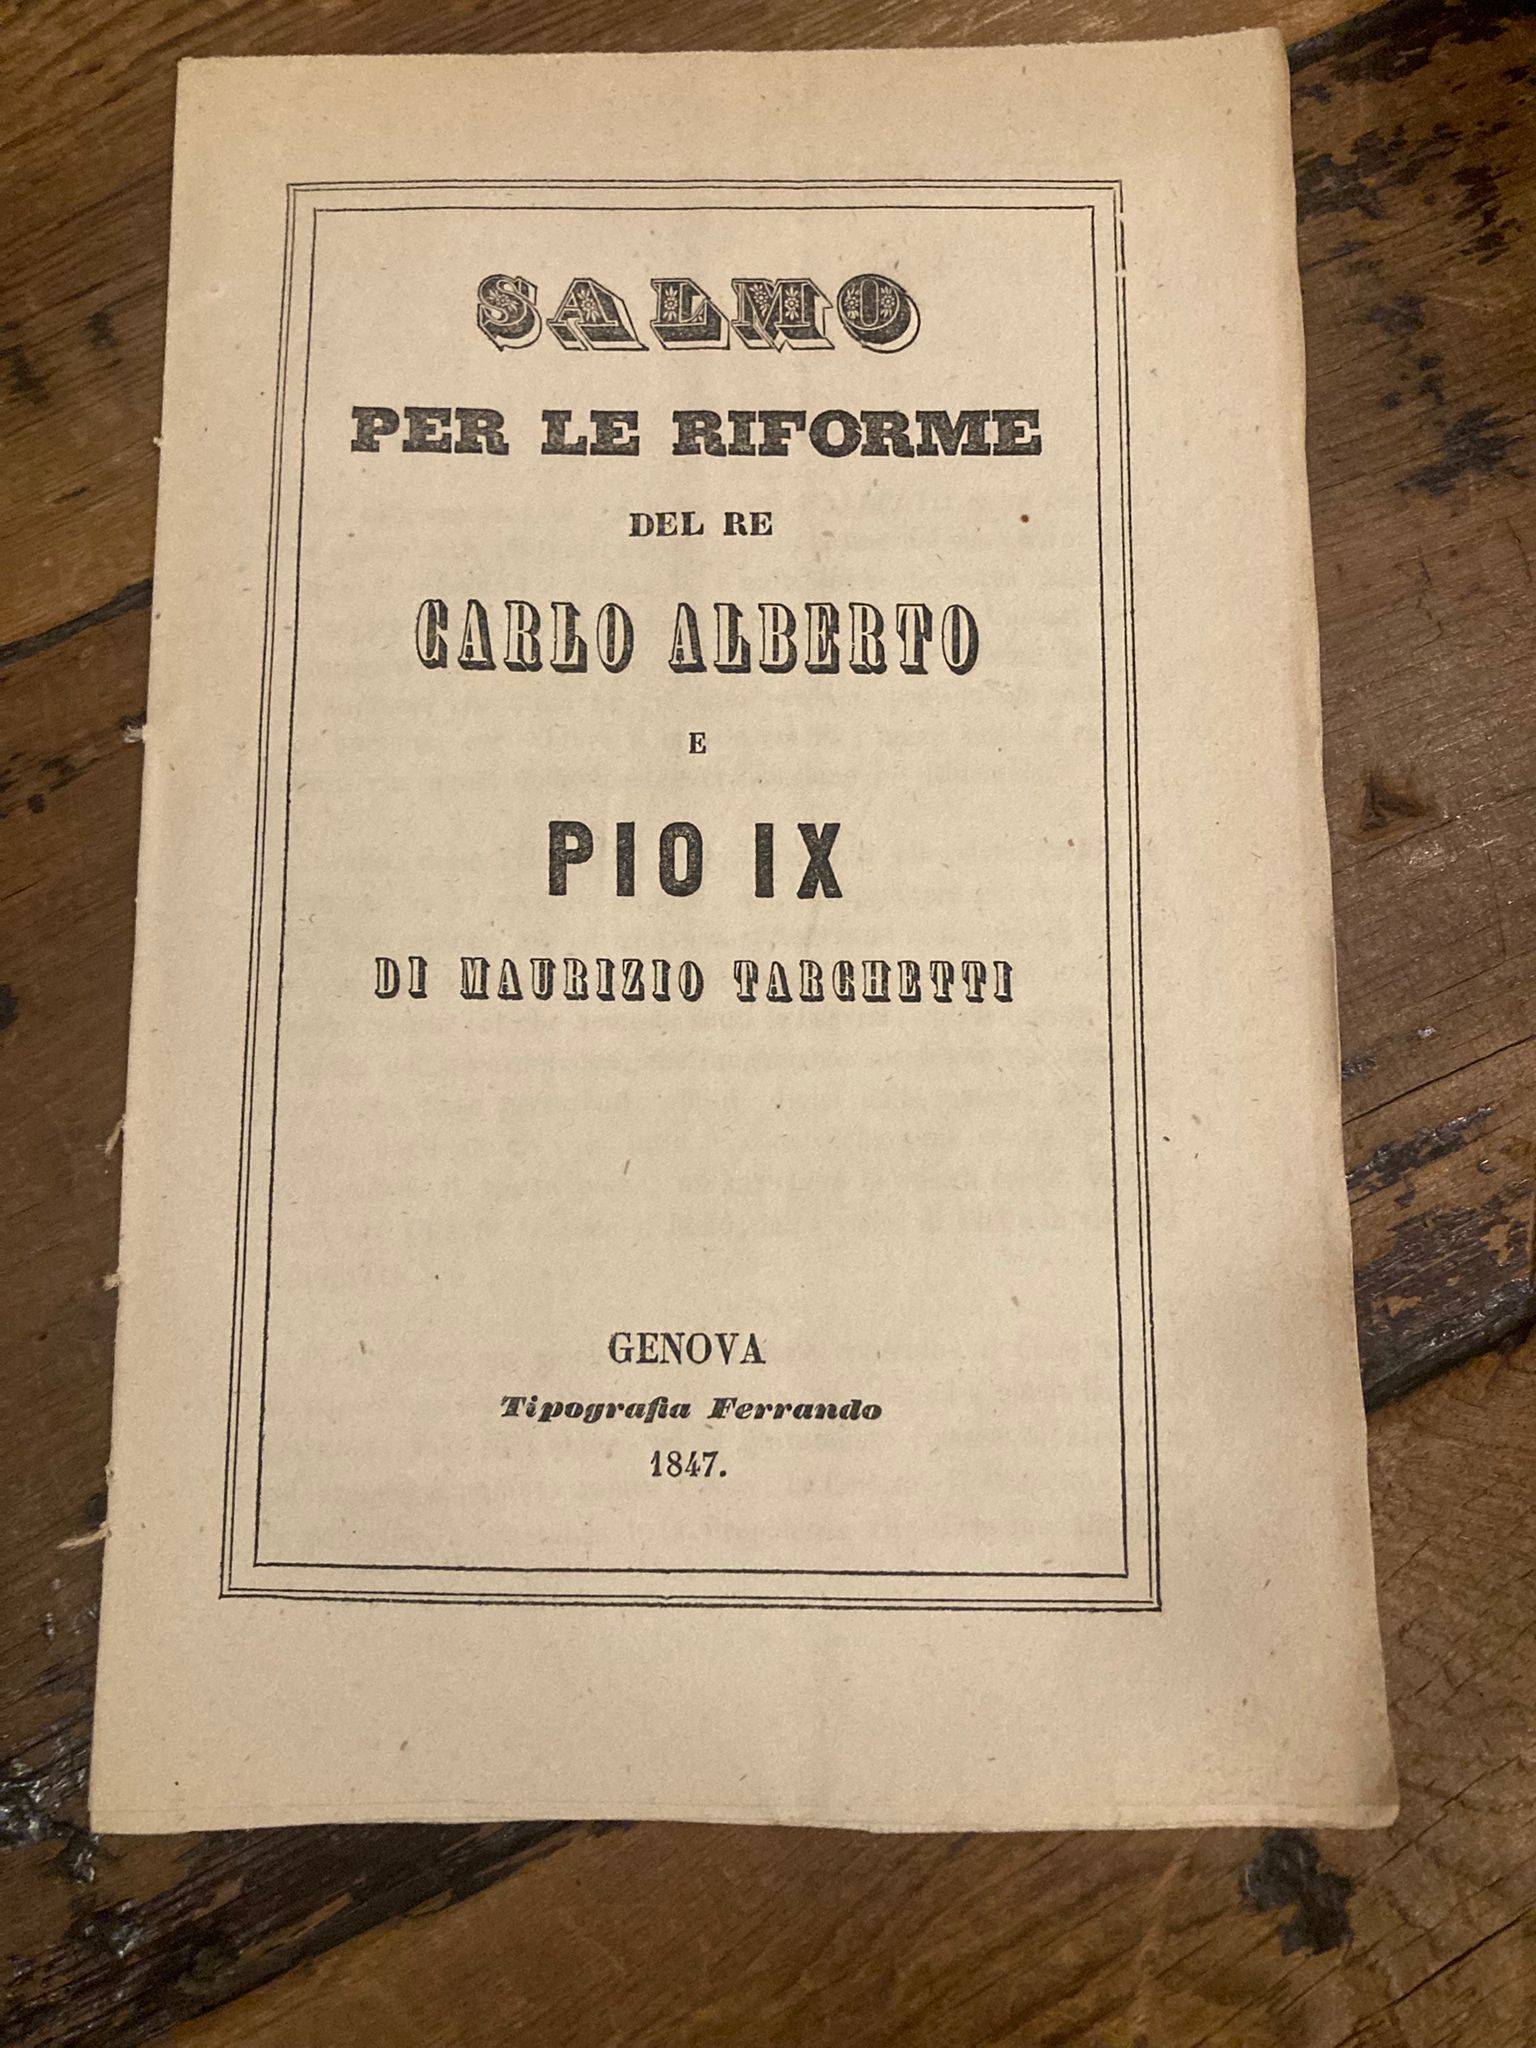 SALMO
PER LE RIFORME
DEL RE
CARLO ALBERTO
E
PIO IX
DI MAURIZIO TARCHETTI
GENOVA
Tipografia Ferrando
1847.